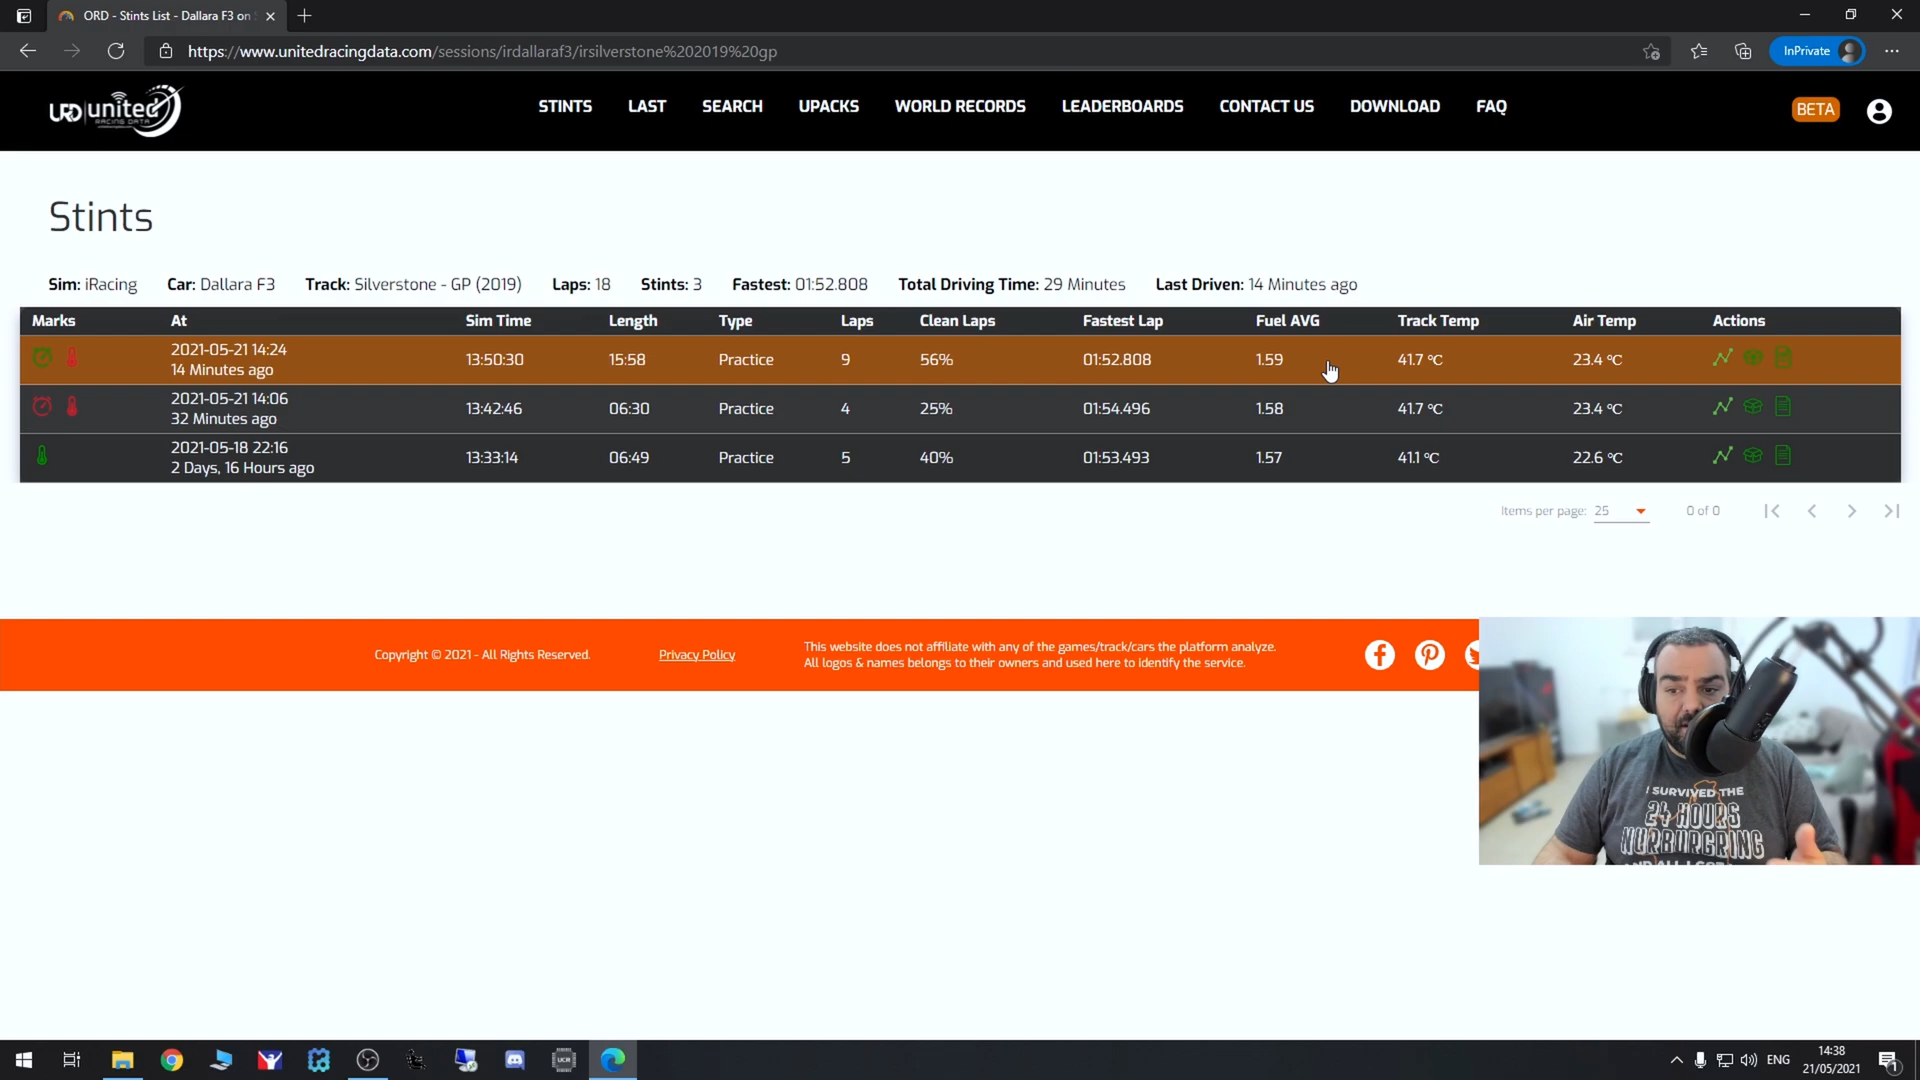 ORD - Stints List - Dallara F3 on
https://www.unitedracingdata.com/sessions/irdallaraf3/irsilverstone%202019%20gp
InPrivate
URD united
RACING DATA
STINTS LAST SEARCH UPACKS WORLD RECORDS LEADERBOARDS CONTACT US DOWNLOAD FAQ
BETA
Stints
Sim: iRacing Car: Dallara F3 Track: Silverstone - GP (2019) Laps: 18 Stints: 3 Fastest: 01:52.808 Total Driving Time: 29 Minutes Last Driven: 14 Minutes ago
Marks At Sim Time Length Type Laps Clean Laps Fastest Lap Fuel AVG Track Temp Air Temp Actions
2021-05-21 14:24
14 Minutes ago
13:50:30 15:58 Practice 9 56% 01:52.808 1.59 41.7 °C 23.4 °C
2021-05-21 14:06
32 Minutes ago
13:42:46 06:30 Practice 4 25% 01:54.496 1.58 41.7 °C 23.4 °C
2021-05-18 22:16
2 Days, 16 Hours ago
13:33:14 06:49 Practice 5 40% 01:53.493 1.57 41.1 °C 22.6 °C
Items per page: 25 0 of 0
Copyright © 2021 - All Rights Reserved.
Privacy Policy
This website does not affiliate with any of the games/track/cars the platform analyze.
All logos & names belongs to their owners and used here to identify the service.
I SURVIVED THE
24 HOURS
NURBURGRING
AND ALL I GOT
UCR
ENG
14:38
21/05/2021
1